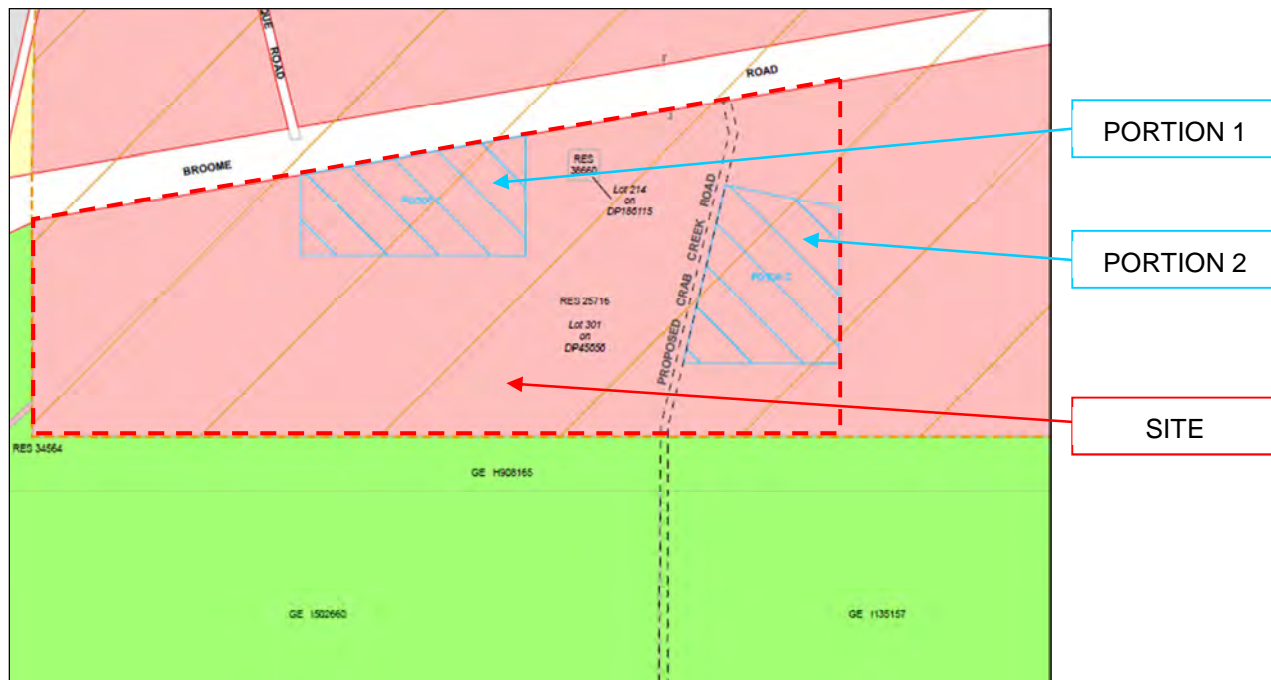 QUE ROAD
ROAD
BROOME
RES
38660
Lot 214
on
DP186115
PORTION 1
PROPOSED CRAB CREEK ROAD
PORTION 2
RES 25716
Lot 301
on
SITE
RES 34564
GE H908165
GE I502660
GE I135157